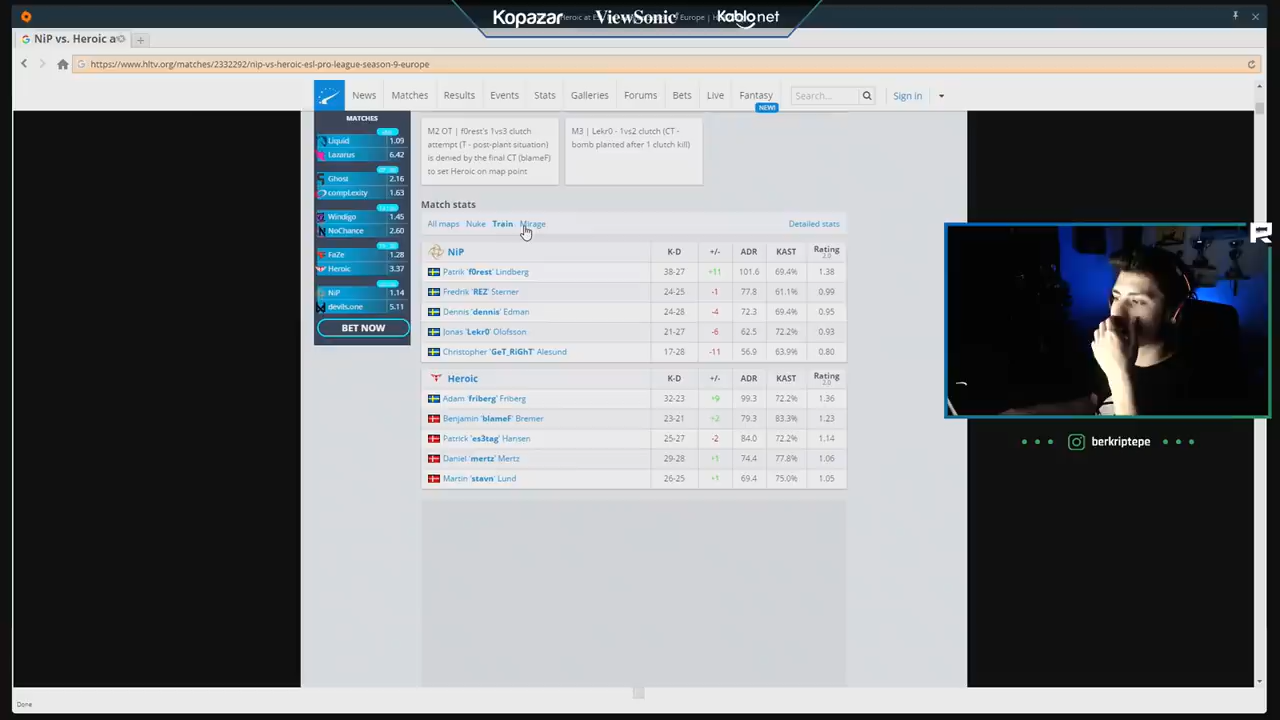 Kopazar ViewSonic Kablonet
NiP vs. Heroic a
https://www.hltv.org/matches/2332292/nip-vs-heroic-esl-pro-league-season-9-europe
News Matches Results Events Stats Galleries Forums Bets Live Fantasy Search... Sign in
NEW!
MATCHES
Liquid 1.09
Lazarus 6.42
Ghost 2.16
compLexity 1.63
Windigo 1.45
NoChance 2.60
FaZe 1.28
Heroic 3.37
NiP 1.14
devils.one 5.11
BET NOW
M2 OT | f0rest's 1vs3 clutch
attempt (T - post-plant situation)
is denied by the final CT (blameF)
to set Heroic on map point
M3 | Lekr0 - 1vs2 clutch (CT -
bomb planted after 1 clutch kill)
Match stats
All maps Nuke Train Mirage Detailed stats
NiP K-D +/- ADR KAST Rating 2.0
Patrik 'f0rest' Lindberg 38-27 +11 101.6 69.4% 1.38
Fredrik 'REZ' Sterner 24-25 -1 77.8 61.1% 0.99
Dennis 'dennis' Edman 24-28 -4 72.3 69.4% 0.95
Jonas 'Lekr0' Olofsson 21-27 -6 62.5 72.2% 0.93
Christopher 'GeT_RiGhT' Alesund 17-28 -11 56.9 63.9% 0.80
Heroic K-D +/- ADR KAST Rating 2.0
Adam 'friberg' Friberg 32-23 +9 99.3 72.2% 1.36
Benjamin 'blameF' Bremer 23-21 +2 79.3 83.3% 1.23
Patrick 'es3tag' Hansen 25-27 -2 84.0 72.2% 1.14
Daniel 'mertz' Mertz 29-28 +1 74.4 77.8% 1.06
Martin 'stavn' Lund 26-25 +1 69.4 75.0% 1.05
berkriptepe
Done